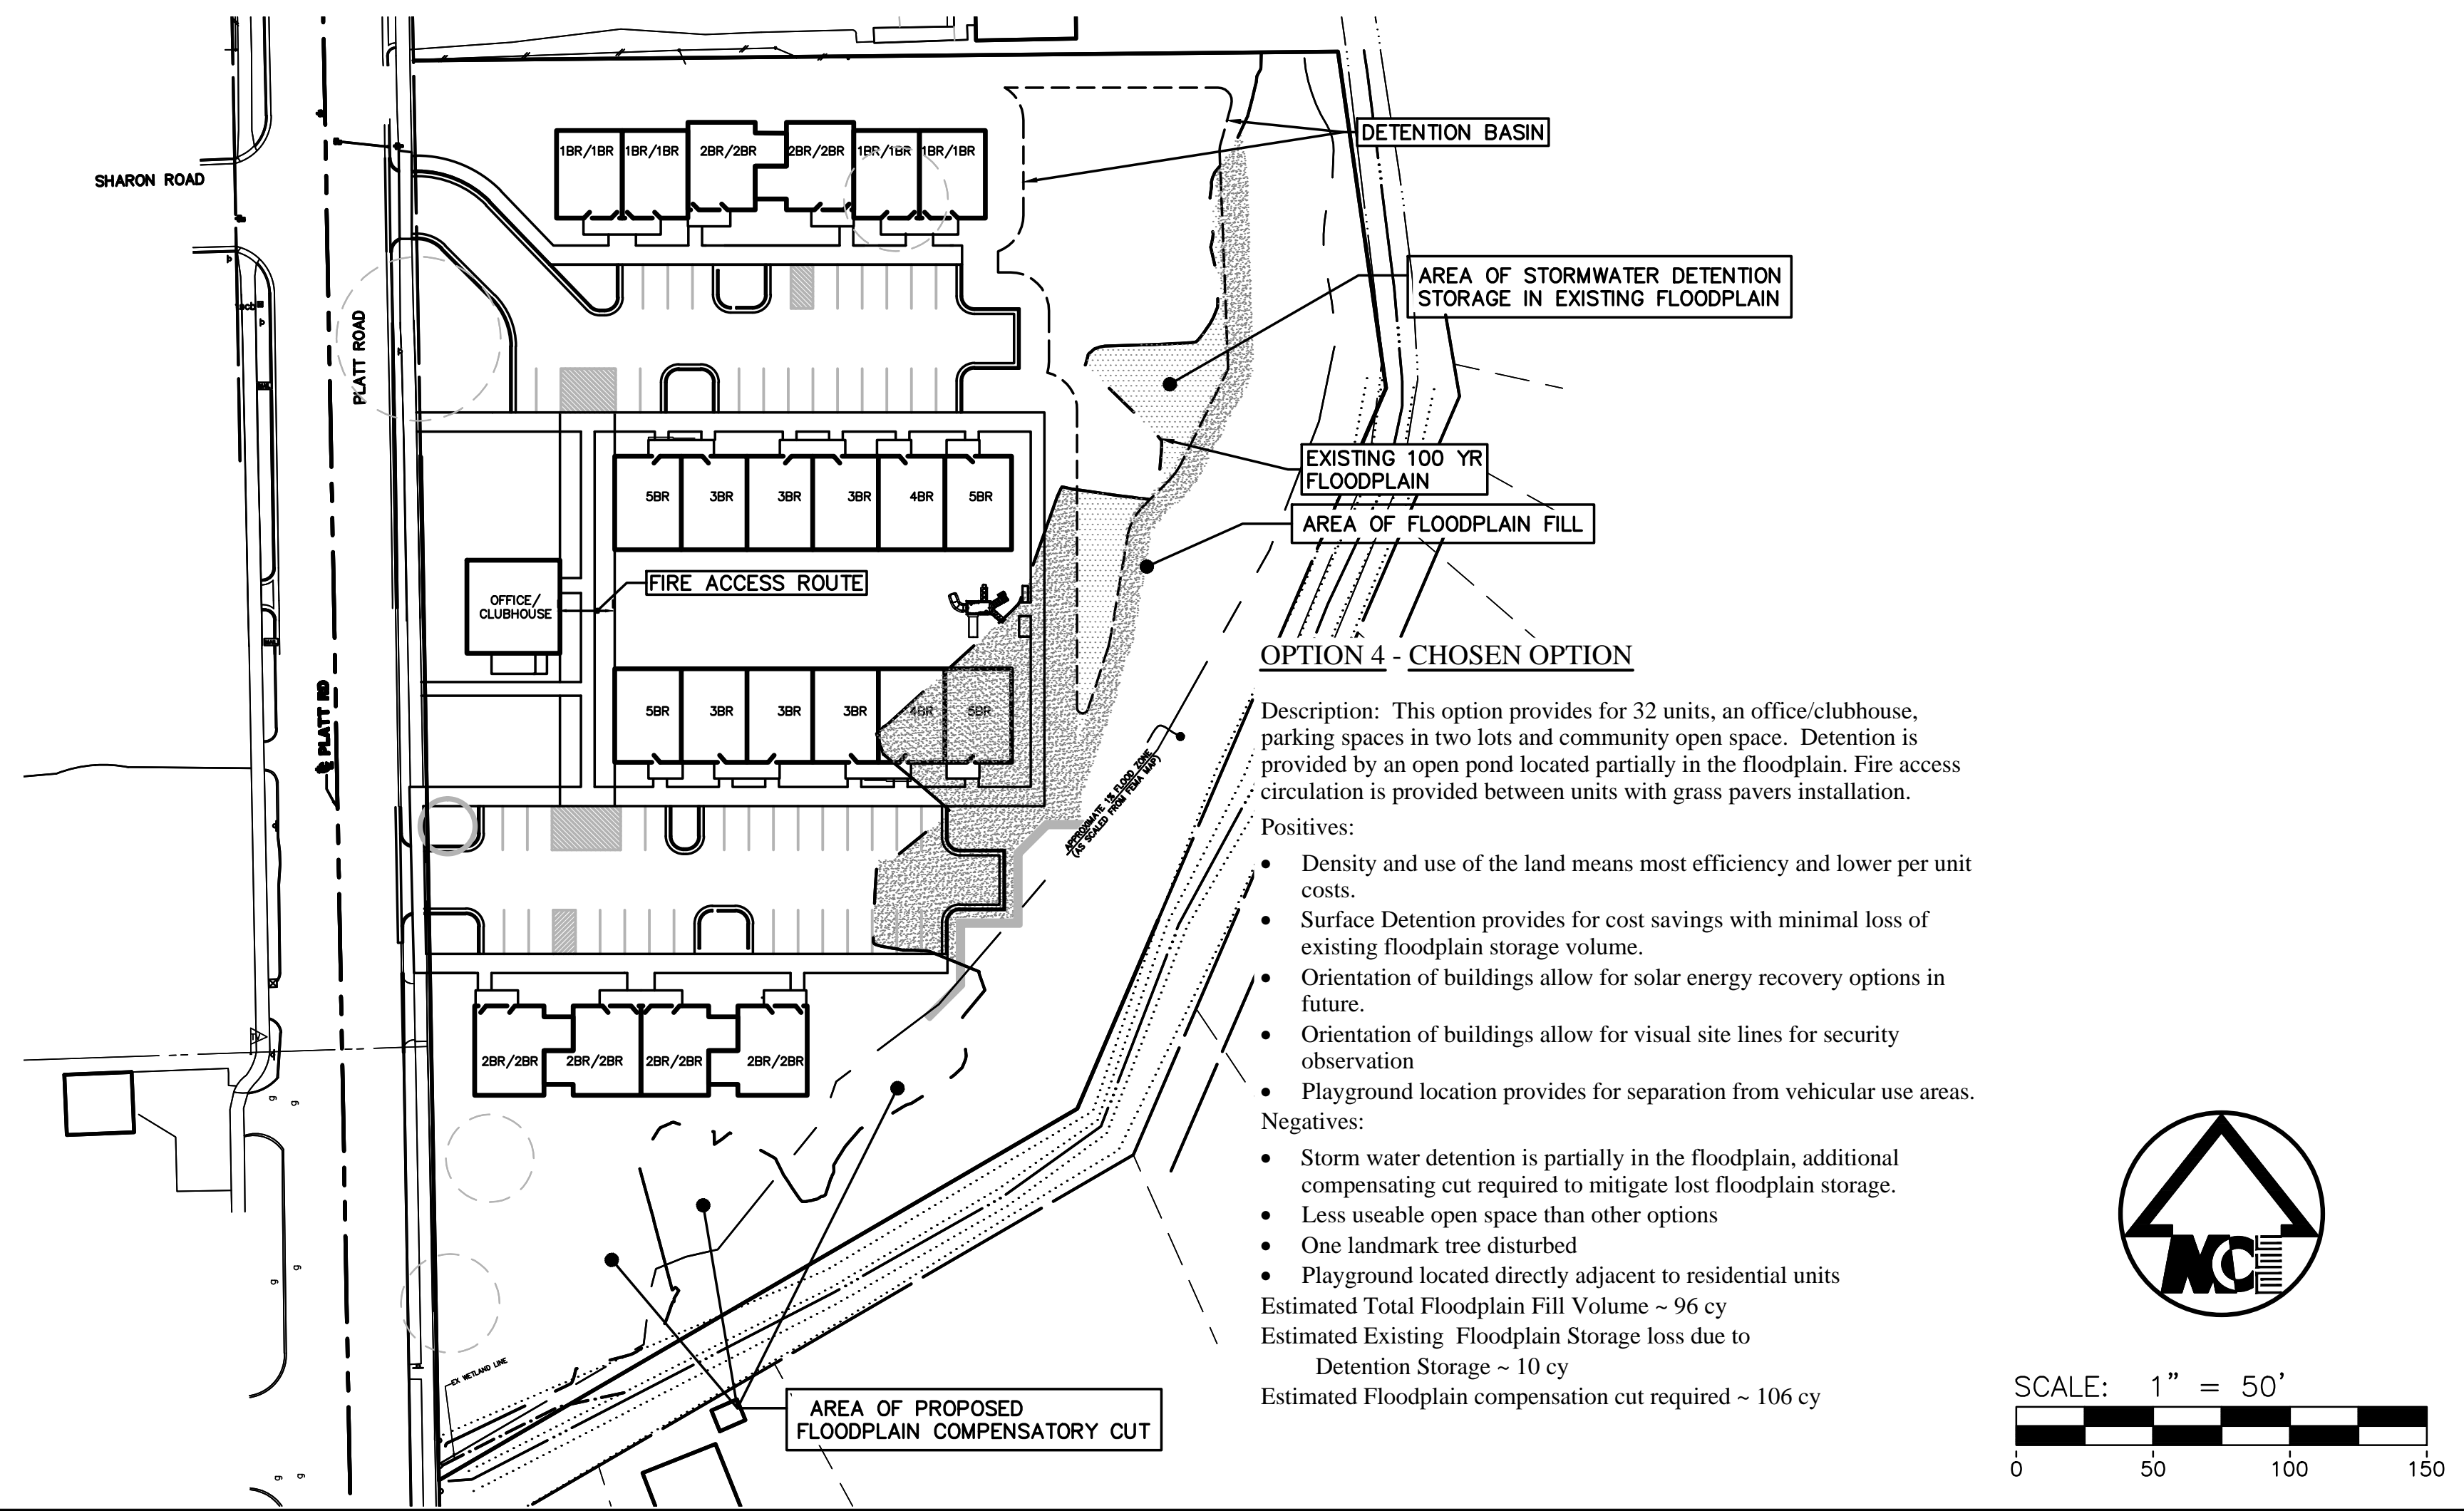 SHARON ROAD
PLATT ROAD
PLATT RD
1BR/1BR 1BR/1BR 2BR/2BR 2BR/2BR 1BR/1BR 1BR/1BR
DETENTION BASIN
AREA OF STORMWATER DETENTION
STORAGE IN EXISTING FLOODPLAIN
EXISTING 100 YR
FLOODPLAIN
AREA OF FLOODPLAIN FILL
5BR 3BR 3BR 3BR 4BR 5BR
FIRE ACCESS ROUTE
OFFICE/
CLUBHOUSE
5BR 3BR 3BR 3BR 4BR 5BR
APPROXIMATE 1% FLOOD ZONE
(AS SCALED FROM FEMA MAP)
2BR/2BR 2BR/2BR 2BR/2BR 2BR/2BR
EX WETLAND LINE
AREA OF PROPOSED
FLOODPLAIN COMPENSATORY CUT
OPTION 4 - CHOSEN OPTION
Description: This option provides for 32 units, an office/clubhouse,
parking spaces in two lots and community open space. Detention is
provided by an open pond located partially in the floodplain. Fire access
circulation is provided between units with grass pavers installation.
Positives:
• Density and use of the land means most efficiency and lower per unit
costs.
• Surface Detention provides for cost savings with minimal loss of
existing floodplain storage volume.
• Orientation of buildings allow for solar energy recovery options in
future.
• Orientation of buildings allow for visual site lines for security
observation
• Playground location provides for separation from vehicular use areas.
Negatives:
• Storm water detention is partially in the floodplain, additional
compensating cut required to mitigate lost floodplain storage.
• Less useable open space than other options
• One landmark tree disturbed
• Playground located directly adjacent to residential units
Estimated Total Floodplain Fill Volume ~ 96 cy
Estimated Existing Floodplain Storage loss due to
Detention Storage ~ 10 cy
Estimated Floodplain compensation cut required ~ 106 cy
MCI
SCALE: 1" = 50'
0 50 100 150